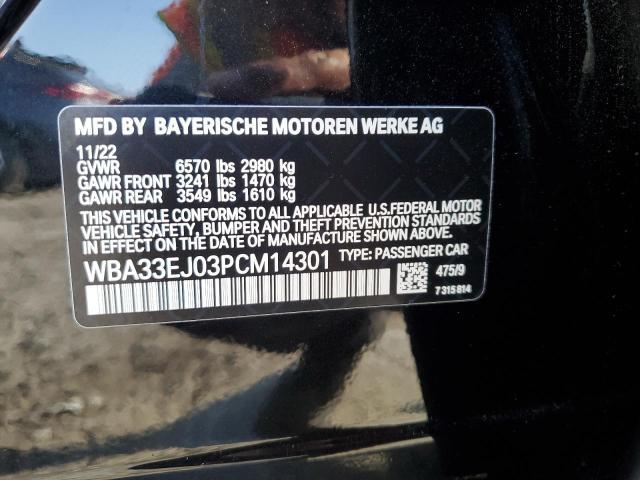 MFD BY BAYERISCHE MOTOREN WERKE AG
11/22
GVWR 6570 lbs 2980 kg
GAWR FRONT 3241 lbs 1470 kg
GAWR REAR 3549 lbs 1610 kg
THIS VEHICLE CONFORMS TO ALL APPLICABLE U.S.FEDERAL MOTOR
VEHICLE SAFETY, BUMPER AND THEFT PREVENTION STANDARDS
IN EFFECT ON THE DATE OF MANUFACTURE SHOWN ABOVE.
WBA33EJ03PCM14301 TYPE: PASSENGER CAR
475/9
7315814